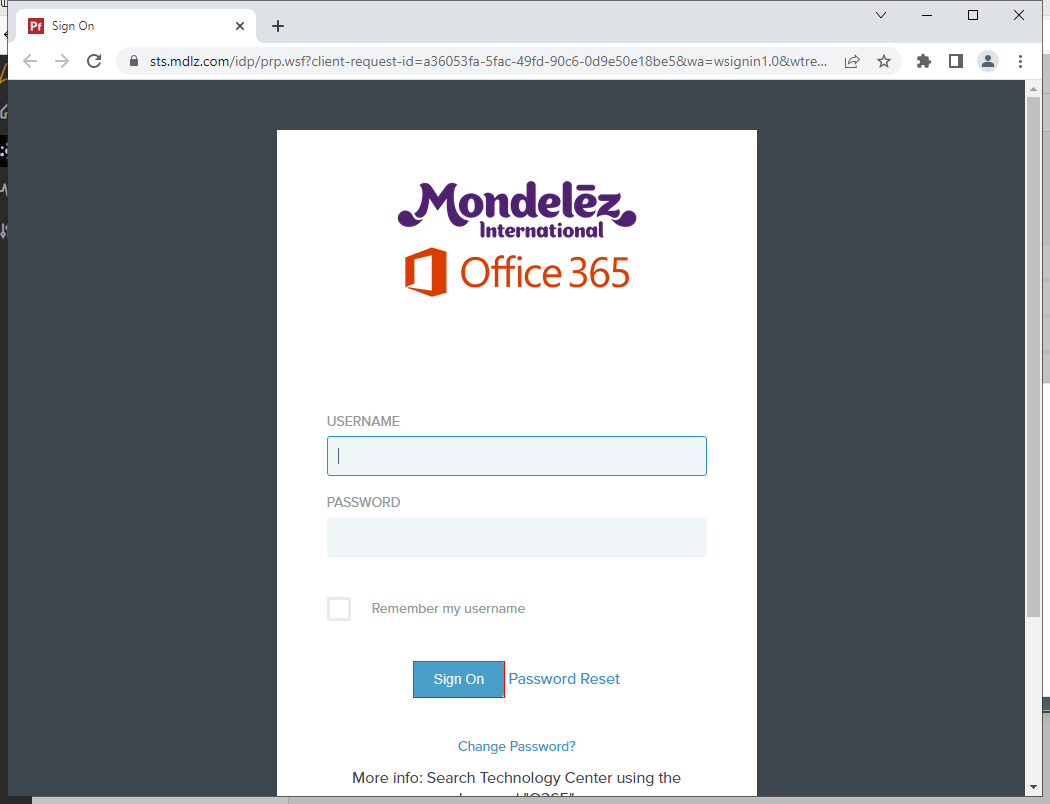 Pf Sign On
sts.mdlz.com/idp/prp.wsf?client-request-id=a36053fa-5fac-49fd-90c6-0d9e50e18be5&wa=wsignin1.0&wtre...
Mondelēz
International
Office 365
USERNAME
PASSWORD
Remember my username
Sign On Password Reset
Change Password?
More info: Search Technology Center using the